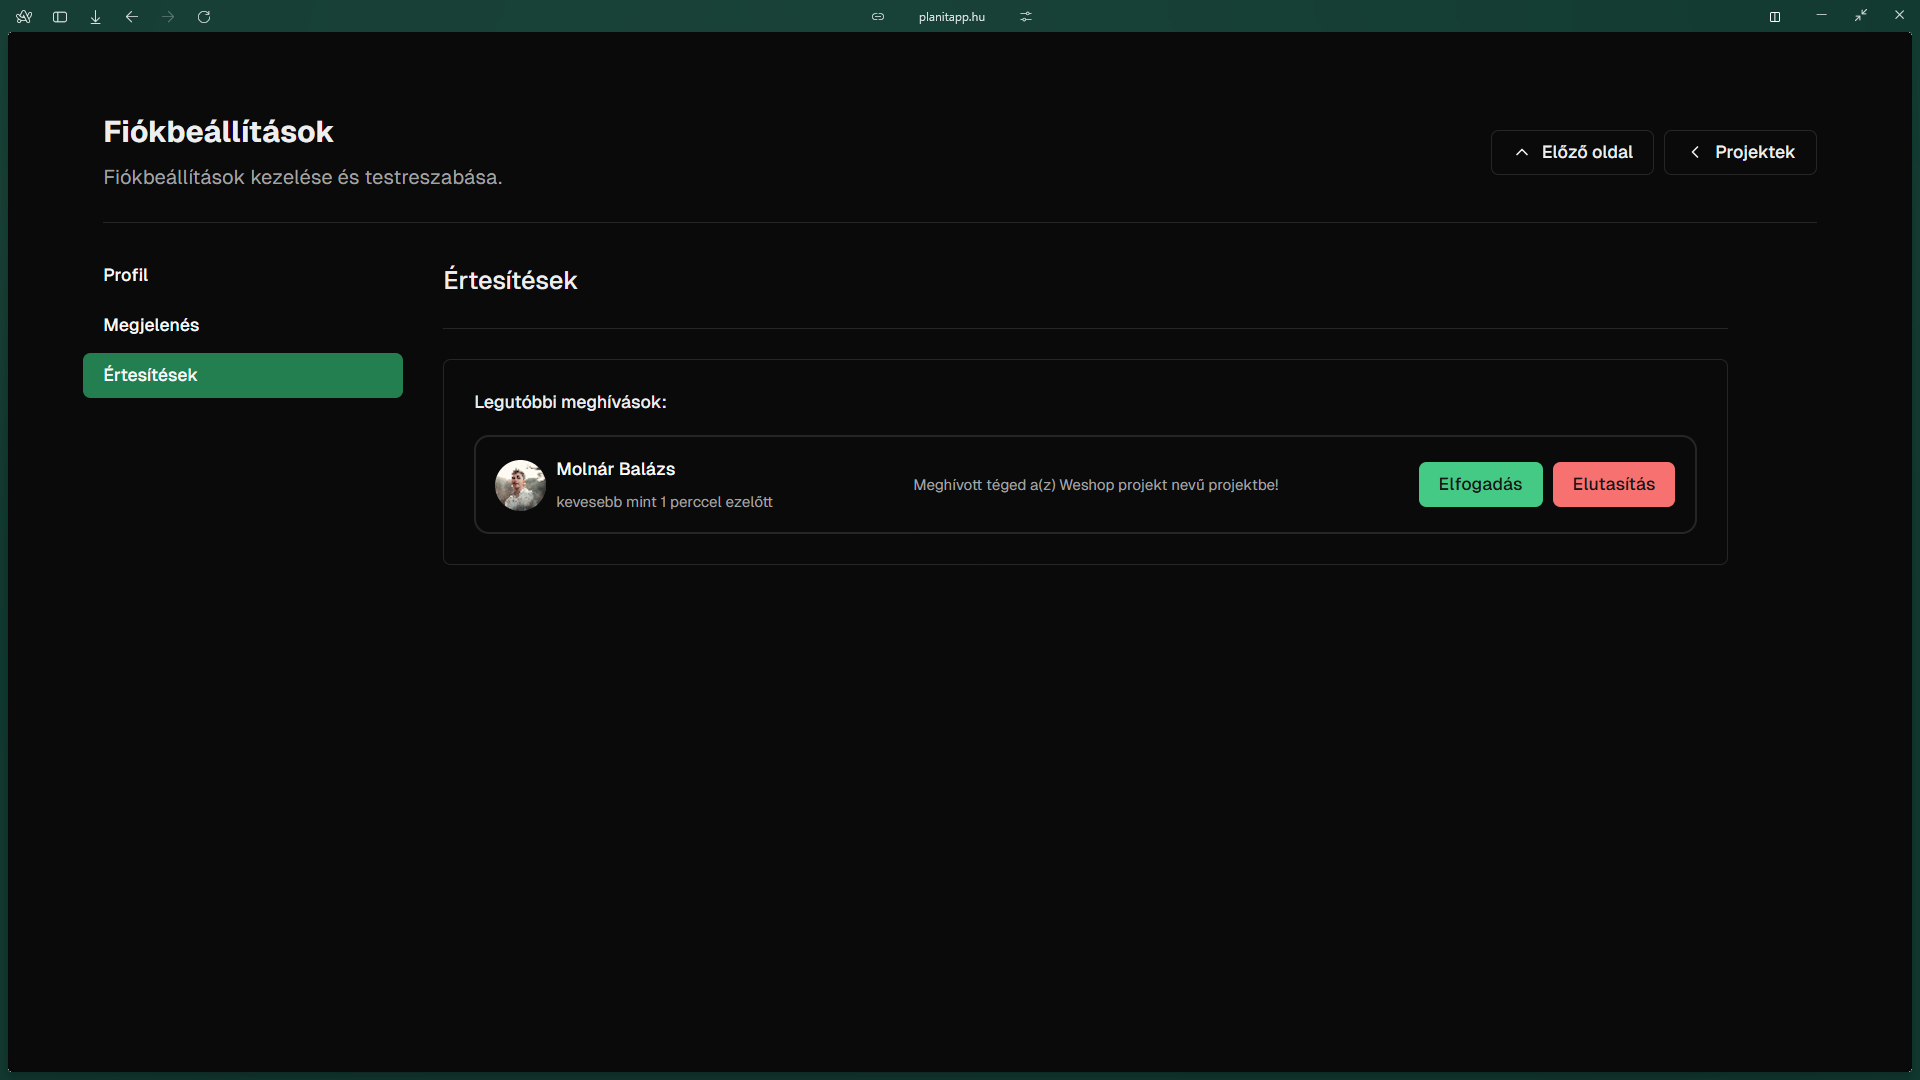 planitapp.hu
Fiókbeállítások
Fiókbeállítások kezelése és testreszabása.
Előző oldal
Projektek
Profil
Megjelenés
Értesítések
Értesítések
Legutóbbi meghívások:
Molnár Balázs
kevesebb mint 1 perccel ezelőtt
Meghívott téged a(z) Weshop projekt nevű projektbe!
Elfogadás
Elutasítás